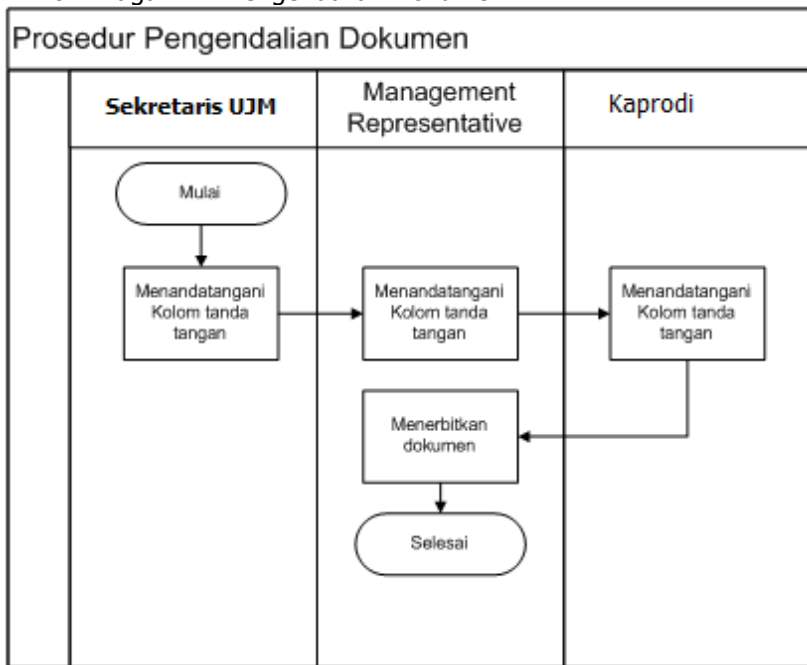 Prosedur Pengendalian Dokumen
Sekretaris UJM
Management
Representative
Kaprodi
Mulai
Menandatangani
Kolom tanda
tangan
Menandatangani
Kolom tanda
tangan
Menandatangani
Kolom tanda
tangan
Menerbitkan
dokumen
Selesai